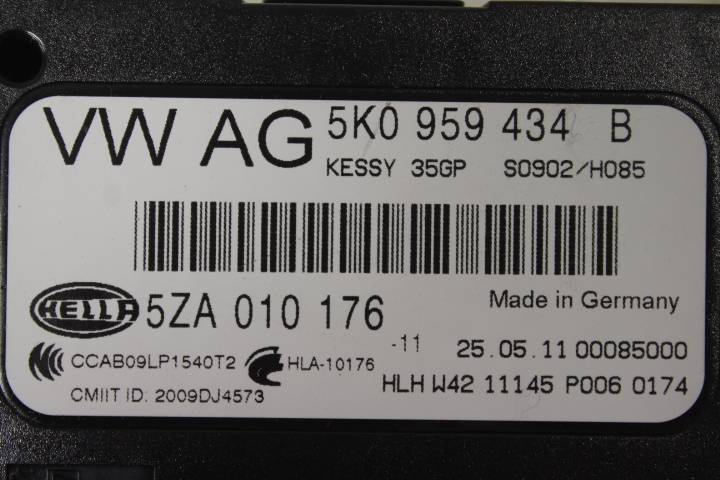 VW AG 5K0 959 434 B
KESSY 35GP S0902/H085
HELLA 5ZA 010 176 Made in Germany
-11 25.05.11 00085000
CCAB09LP1540T2 HLA-10176
HLH W42 11145 P006 0174
CMIIT ID: 2009DJ4573